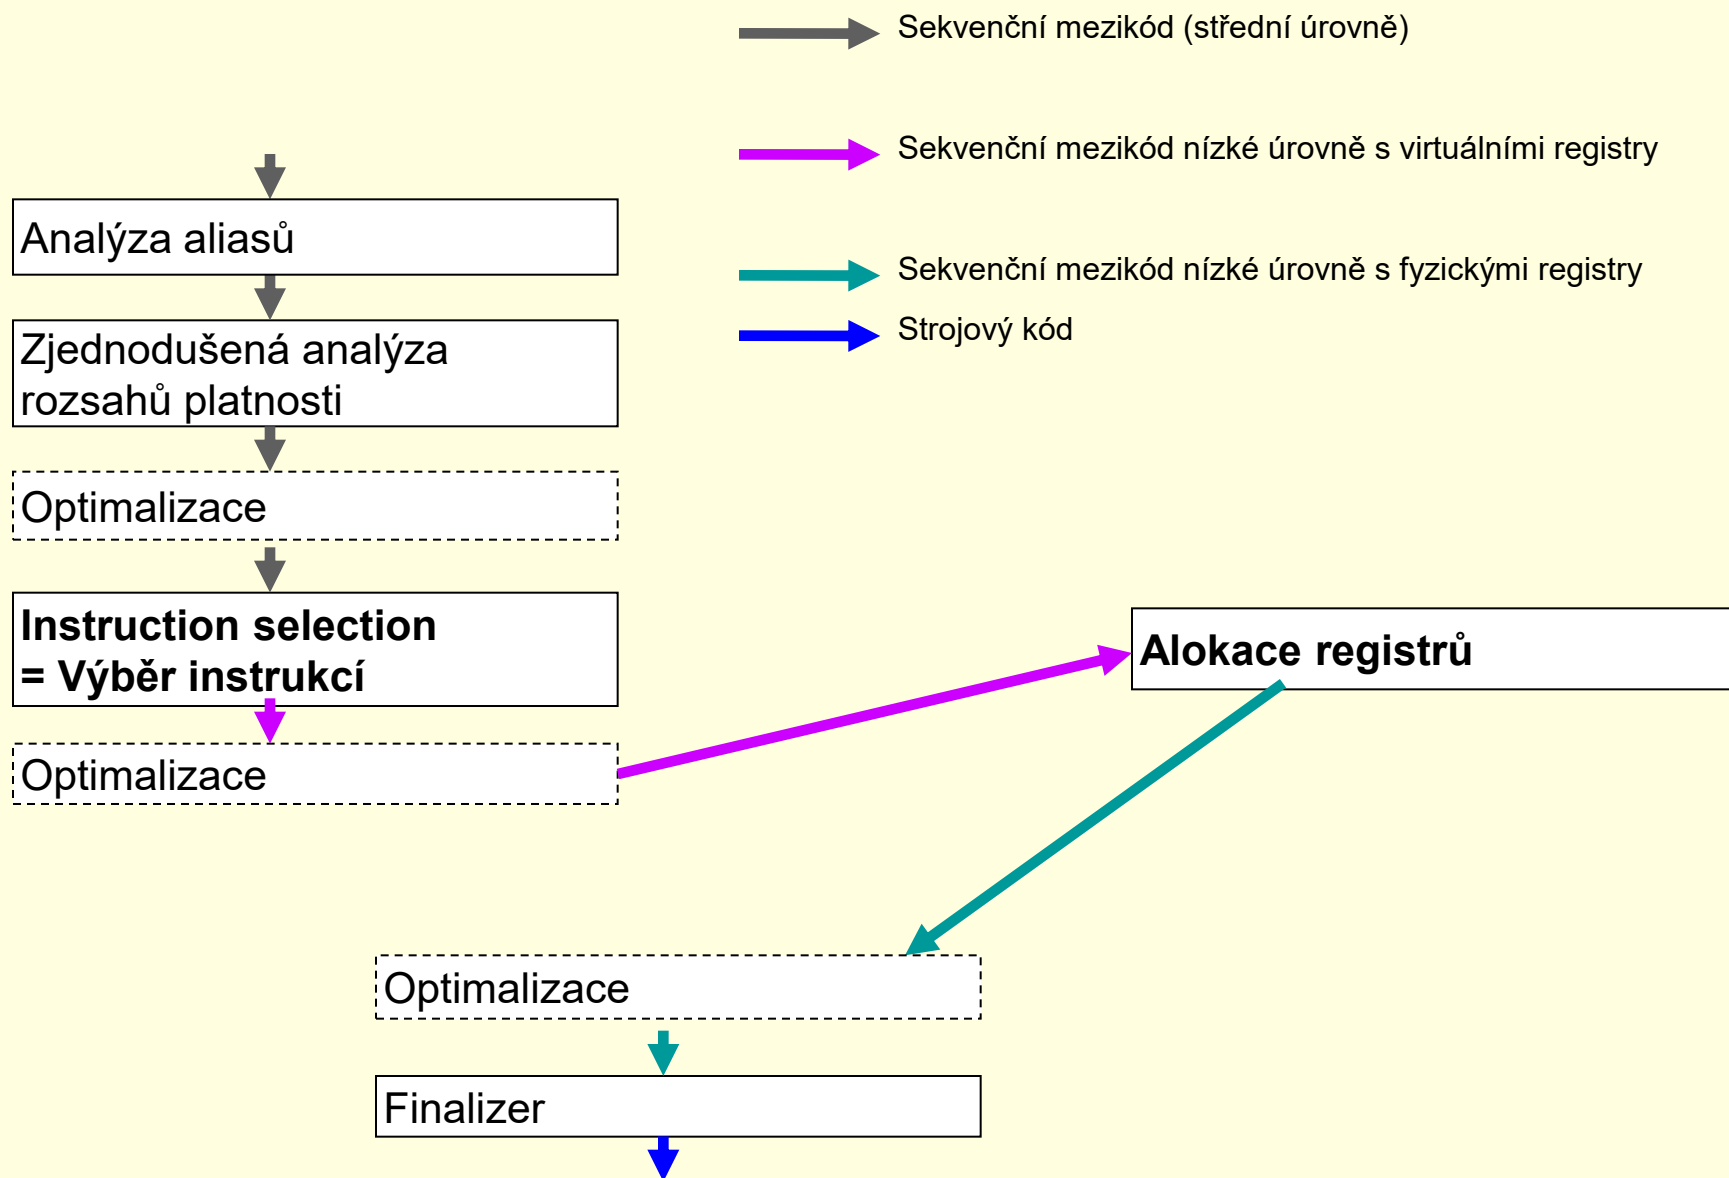 Sekvenční mezikód (střední úrovně)
Sekvenční mezikód nízké úrovně s virtuálními registry
Analýza aliasů
Sekvenční mezikód nízké úrovně s fyzickými registry
Strojový kód
Zjednodušená analýza
rozsahů platnosti
Optimalizace
Instruction selection
= Výběr instrukcí
Alokace registrů
Optimalizace
Optimalizace
Finalizer